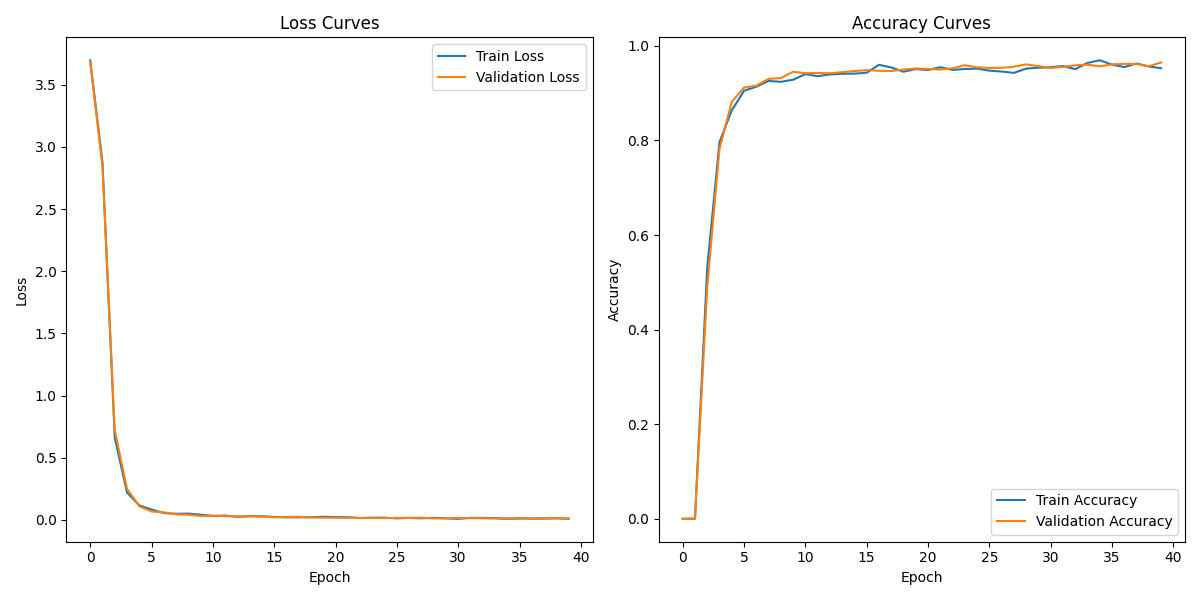 Loss Curves
Train Loss
Validation Loss
3.5
3.0
2.5
2.0
1.5
1.0
0.5
0.0
Loss
0 5 10 15 20 25 30 35 40
Epoch
Accuracy Curves
1.0
0.8
0.6
0.4
0.2
0.0
Accuracy
Train Accuracy
Validation Accuracy
0 5 10 15 20 25 30 35 40
Epoch